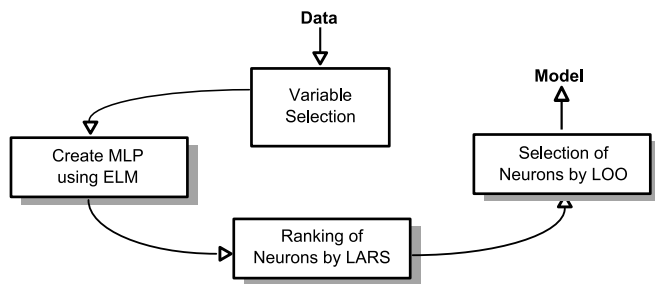 Data
Variable
Selection
Create MLP
using ELM
Ranking of
Neurons by LARS
Selection of
Neurons by LOO
Model